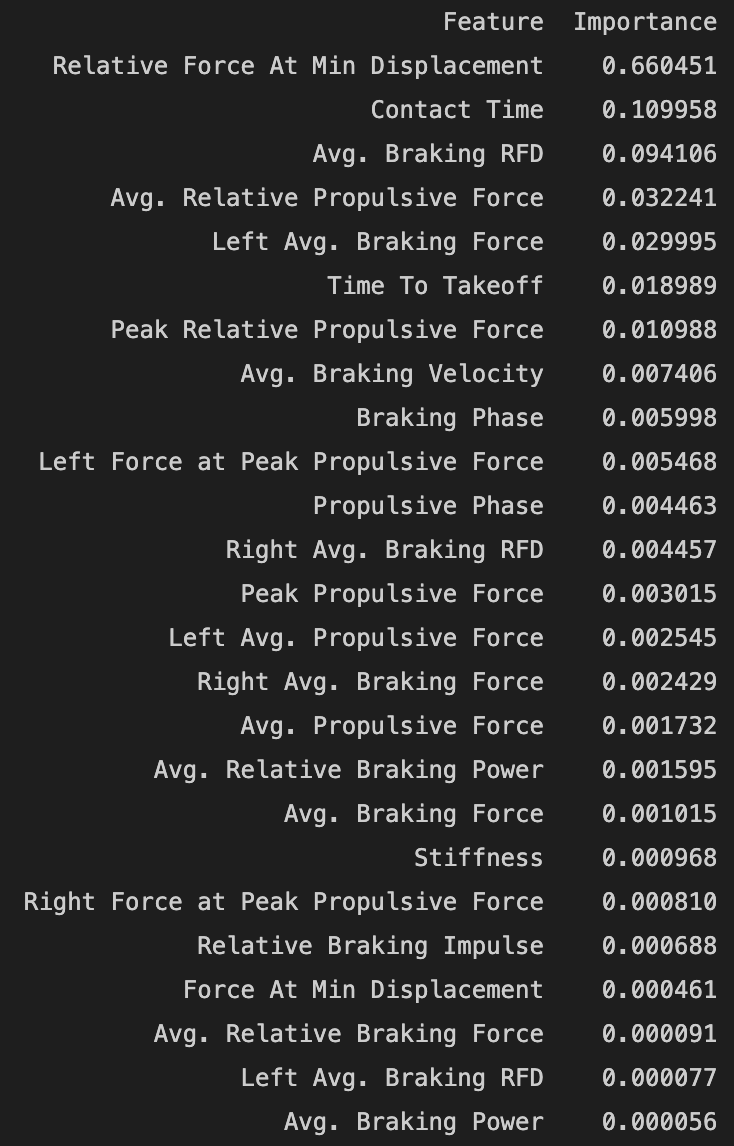 Feature Importance
Relative Force At Min Displacement 0.660451
Contact Time 0.109958
Avg. Braking RFD 0.094106
Avg. Relative Propulsive Force 0.032241
Left Avg. Braking Force 0.029995
Time To Takeoff 0.018989
Peak Relative Propulsive Force 0.010988
Avg. Braking Velocity 0.007406
Braking Phase 0.005998
Left Force at Peak Propulsive Force 0.005468
Propulsive Phase 0.004463
Right Avg. Braking RFD 0.004457
Peak Propulsive Force 0.003015
Left Avg. Propulsive Force 0.002545
Right Avg. Braking Force 0.002429
Avg. Propulsive Force 0.001732
Avg. Relative Braking Power 0.001595
Avg. Braking Force 0.001015
Stiffness 0.000968
Right Force at Peak Propulsive Force 0.000810
Relative Braking Impulse 0.000688
Force At Min Displacement 0.000461
Avg. Relative Braking Force 0.000091
Left Avg. Braking RFD 0.000077
Avg. Braking Power 0.000056